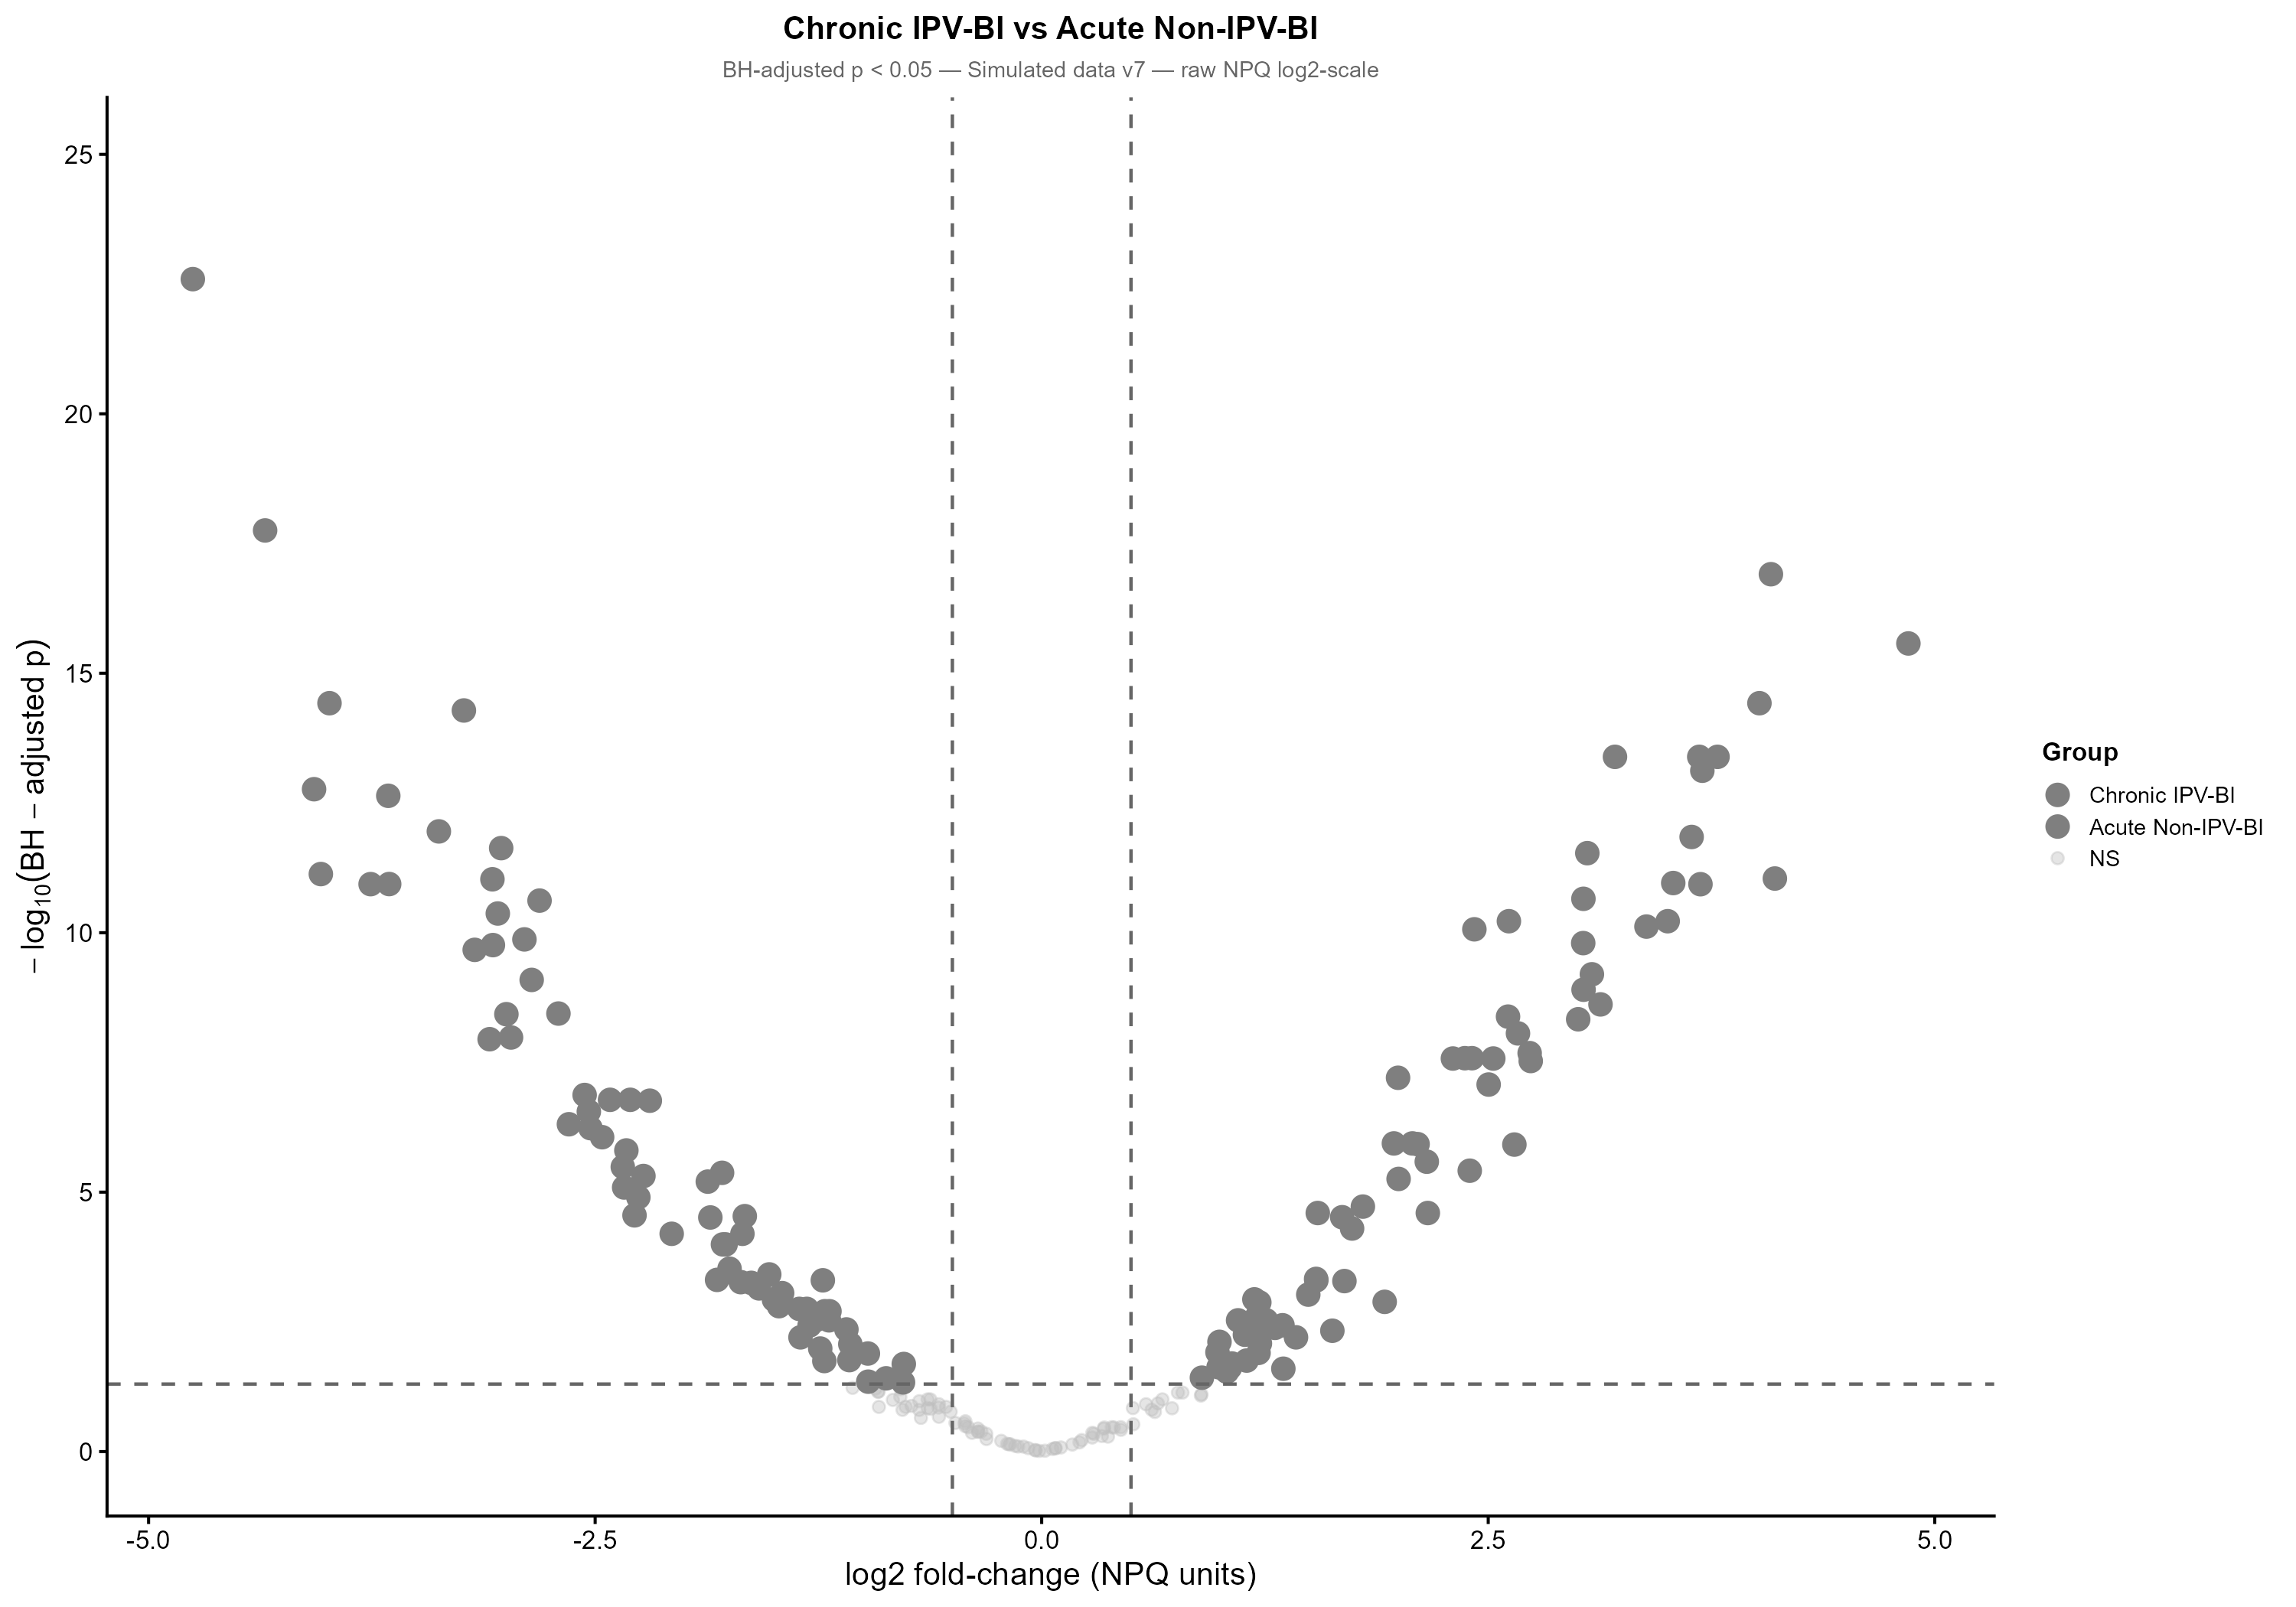 Chronic IPV-BI vs Acute Non-IPV-BI
BH-adjusted p < 0.05 — Simulated data v7 — raw NPQ log2-scale
25
20
15
10
5
0
− log10(BH − adjusted p)
-5.0
-2.5
0.0
2.5
5.0
log2 fold-change (NPQ units)
Group
Chronic IPV-BI
Acute Non-IPV-BI
NS